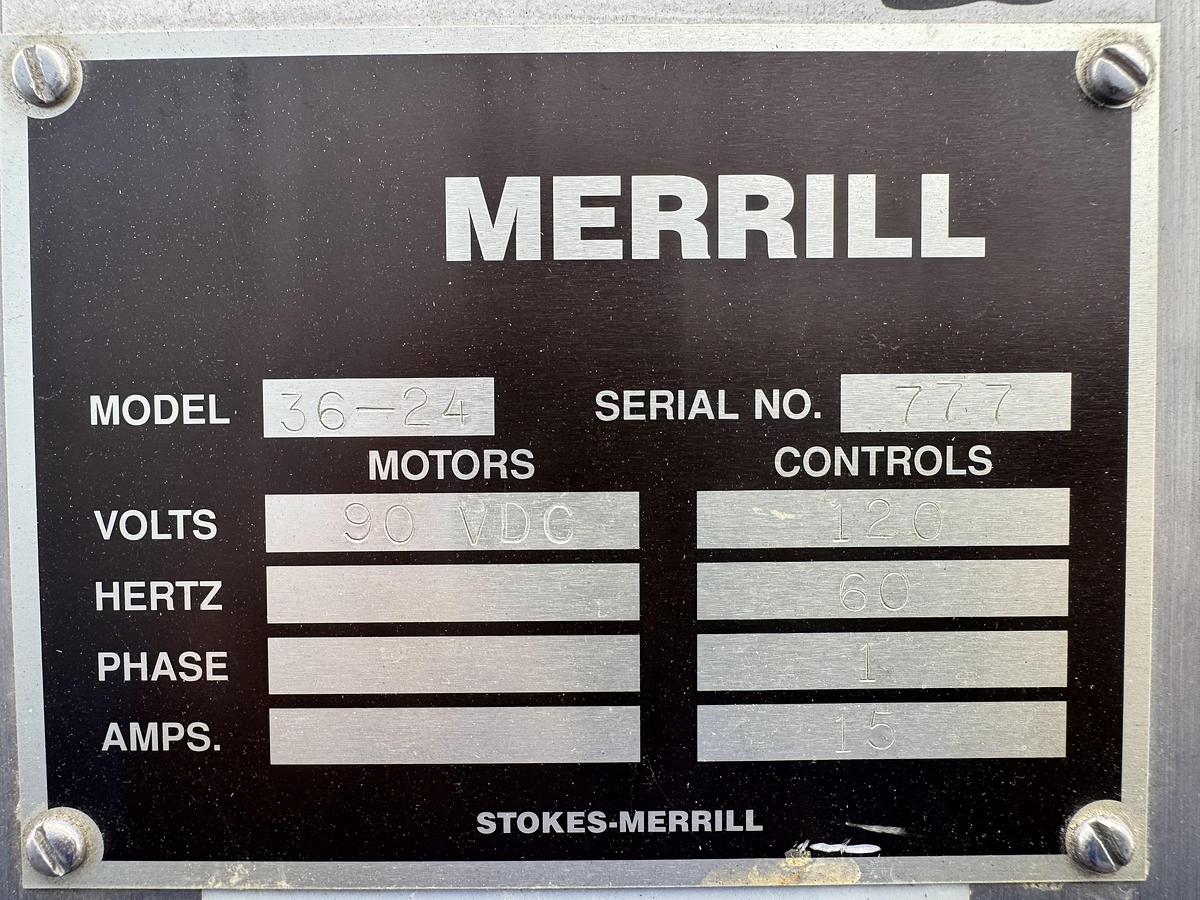 MERRILL
MODEL 36-24 SERIAL NO. 777
MOTORS CONTROLS
VOLTS 90 VDC 120
HERTZ 60
PHASE 1
AMPS. 15
STOKES-MERRILL